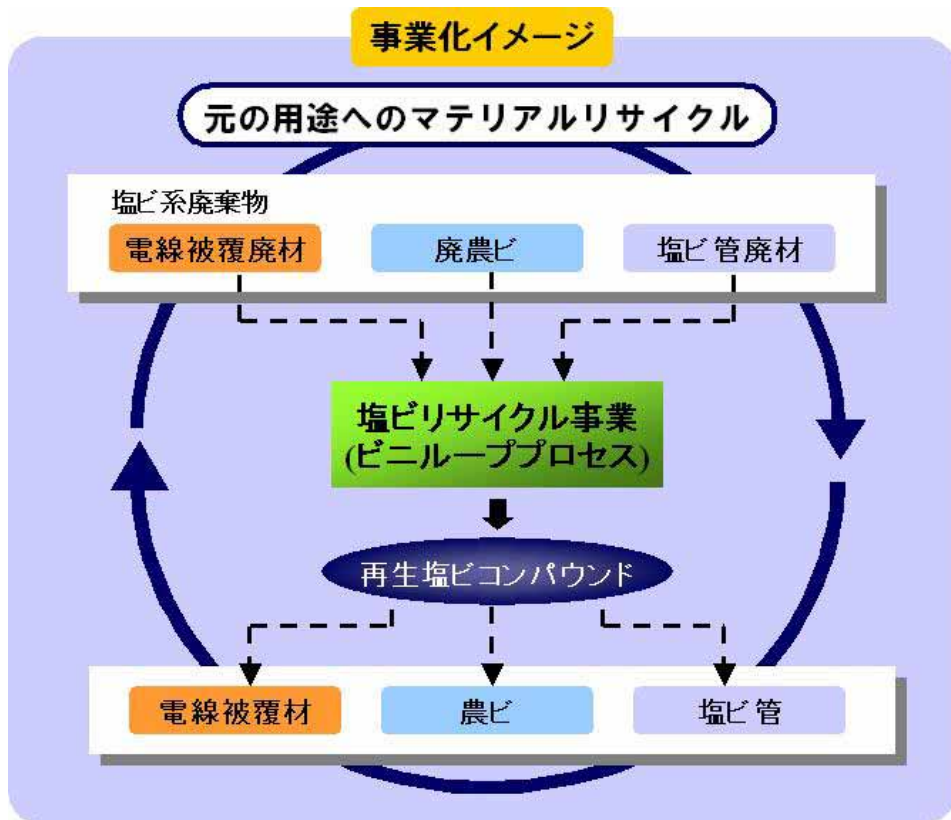 事業化イメージ
元の用途へのマテリアルリサイクル
塩ビ系廃棄物
電線被覆廃材
廃農ビ
塩ビ管廃材
塩ビリサイクル事業
(ビニループプロセス)
再生塩ビコンパウンド
電線被覆材
農ビ
塩ビ管